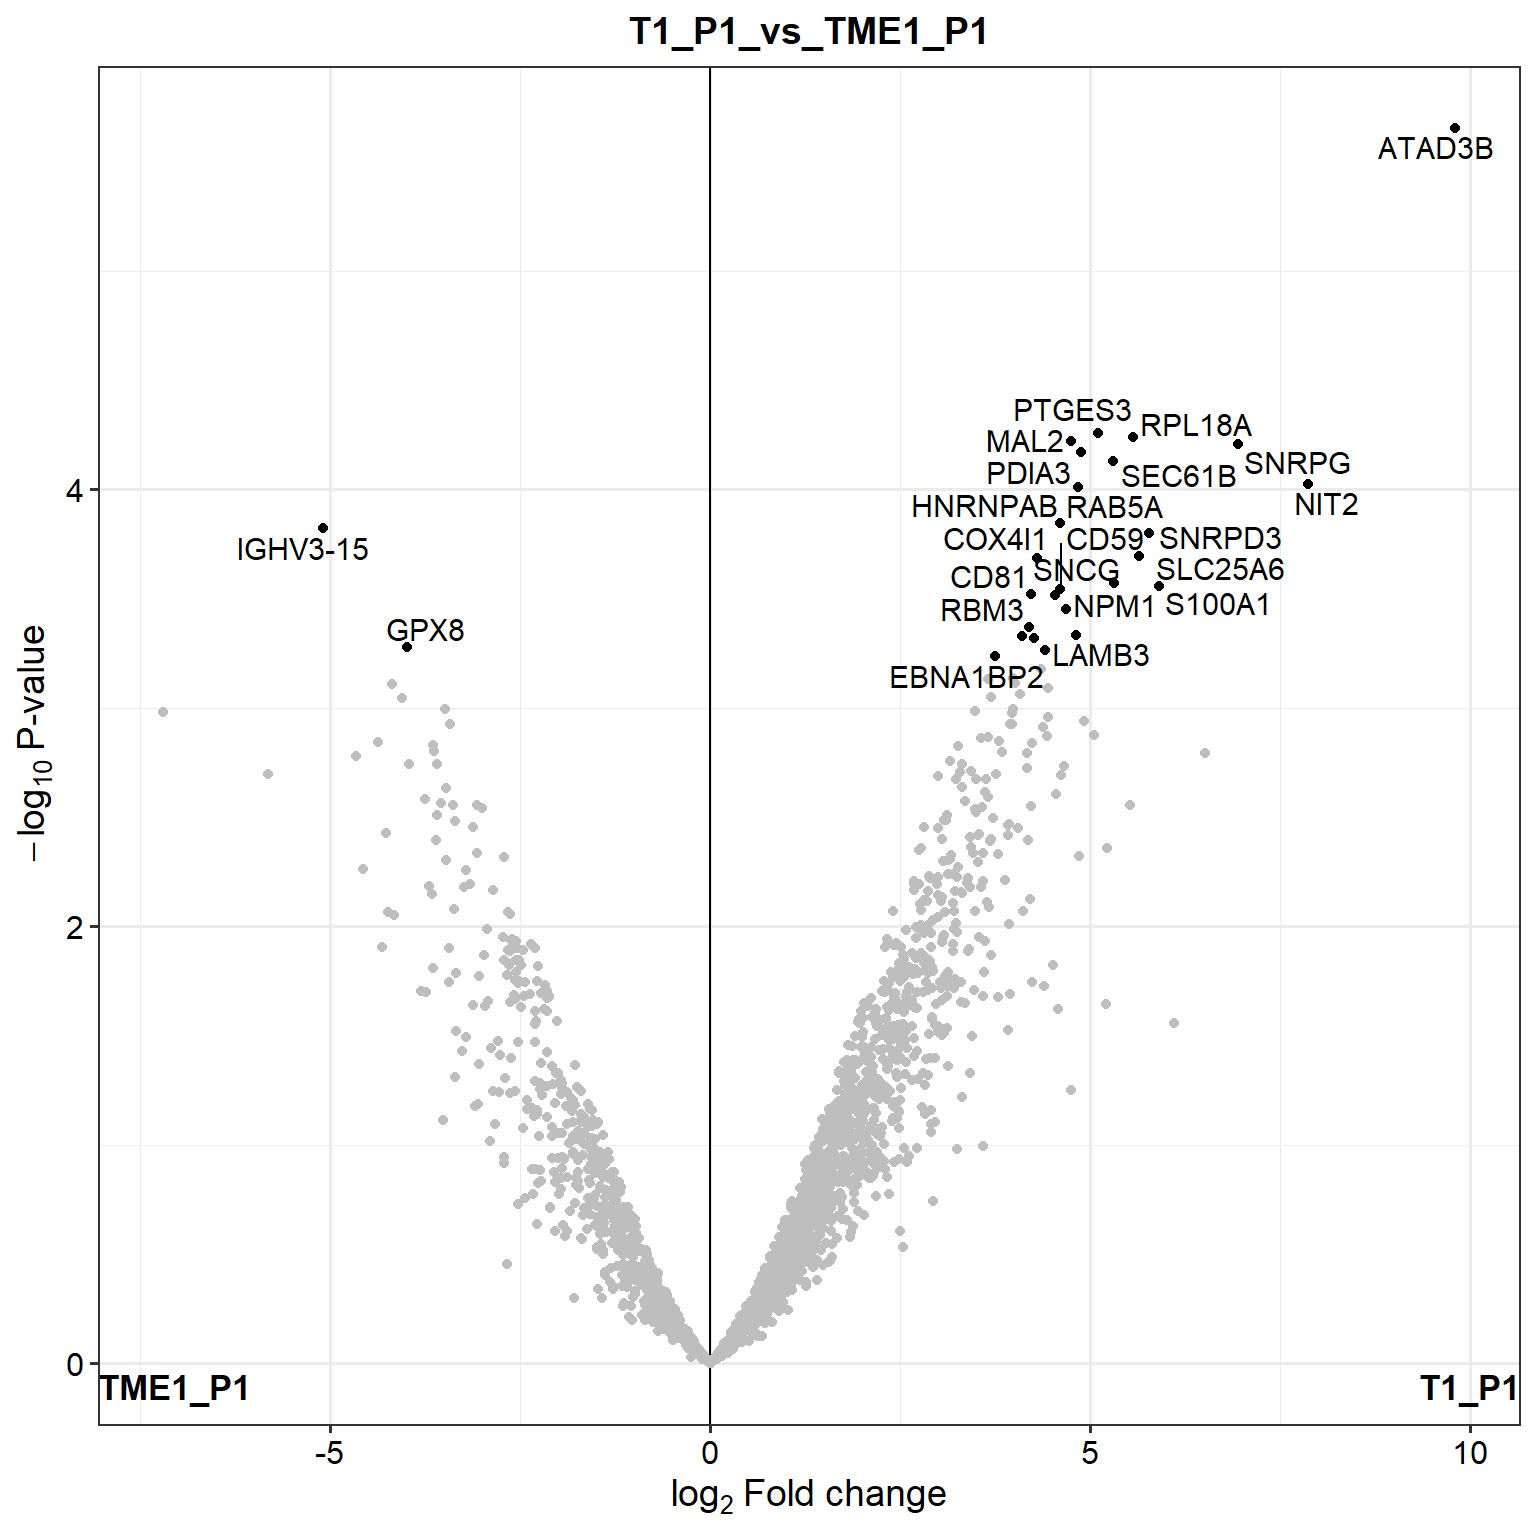 T1_P1_vs_TME1_P1
ATAD3B
PTGES3
RPL18A
MAL2
SNRPG
PDIA3
SEC61B
NIT2
HNRNPAB
RAB5A
COX4I1
CD59
SNRPD3
IGHV3-15
CD81
SNCG
SLC25A6
RBM3
NPM1
S100A1
GPX8
LAMB3
EBNA1BP2
4
2
0
−log10 P-value
TME1_P1
T1_P1
-5
0
5
10
log2 Fold change